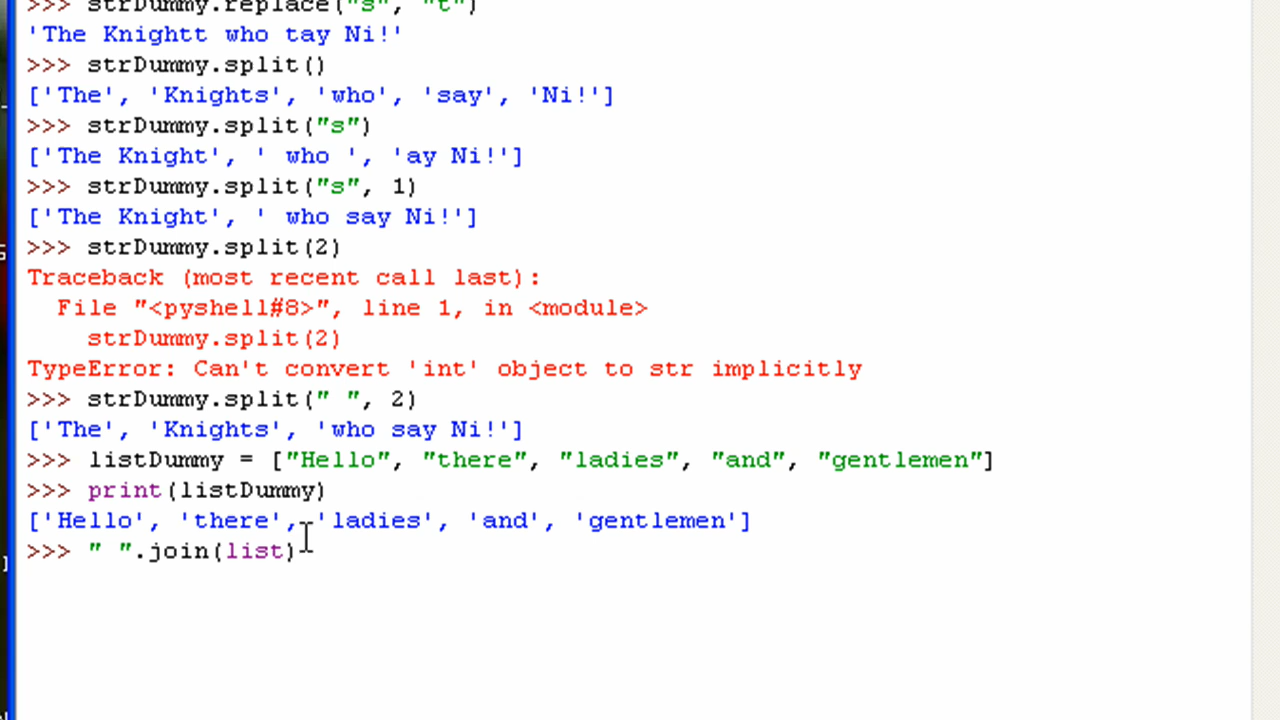 >>> strDummy.replace("s", "t")
'The Knightt who tay Ni!'
>>> strDummy.split()
['The', 'Knights', 'who', 'say', 'Ni!']
>>> strDummy.split("s")
['The Knight', ' who ', 'ay Ni!']
>>> strDummy.split("s", 1)
['The Knight', ' who say Ni!']
>>> strDummy.split(2)
Traceback (most recent call last):
  File "<pyshell#8>", line 1, in <module>
    strDummy.split(2)
TypeError: Can't convert 'int' object to str implicitly
>>> strDummy.split(" ", 2)
['The', 'Knights', 'who say Ni!']
>>> listDummy = ["Hello", "there", "ladies", "and", "gentlemen"]
>>> print(listDummy)
['Hello', 'there', 'ladies', 'and', 'gentlemen']
>>> " ".join(list)